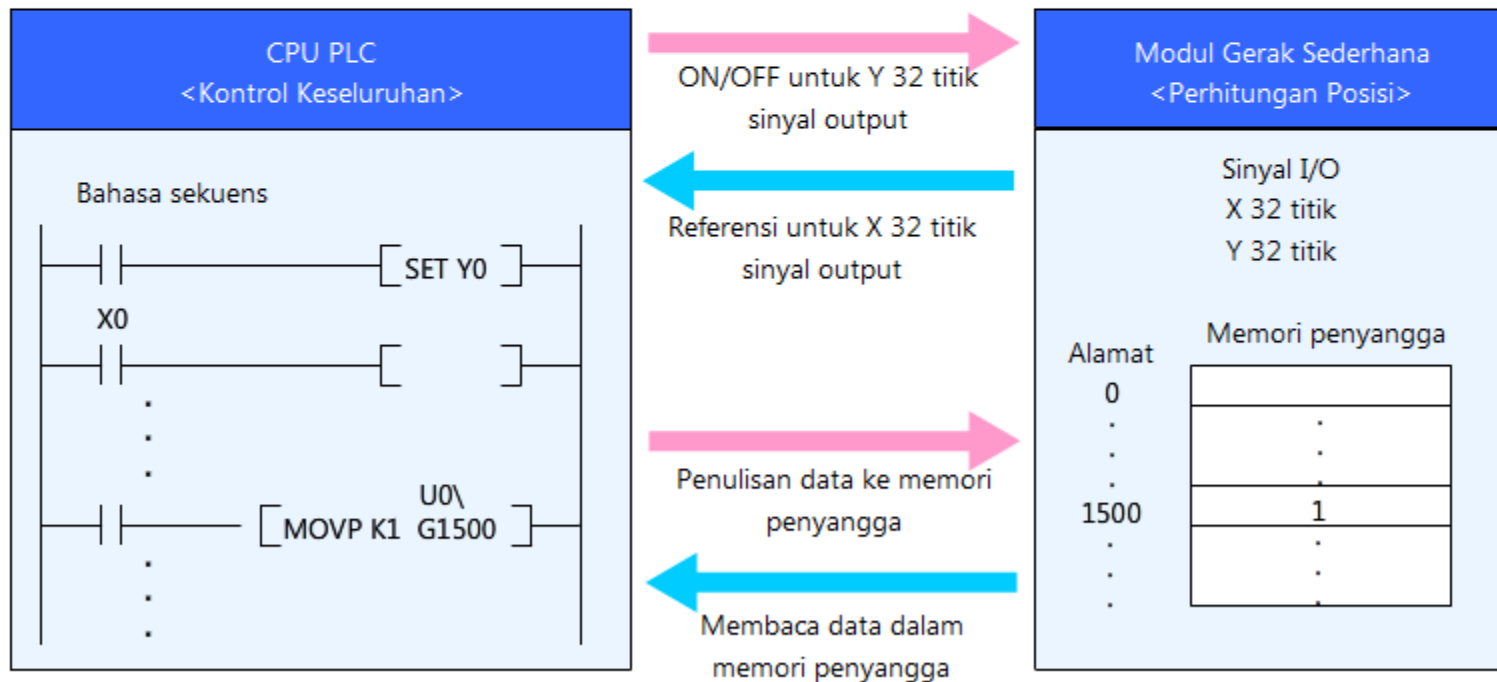 CPU PLC
<Kontrol Keseluruhan>
Bahasa sekuens
SET Y0
X0
U0\
MOVP K1 G1500
ON/OFF untuk Y 32 titik
sinyal output
Referensi untuk X 32 titik
sinyal output
Penulisan data ke memori
penyangga
Membaca data dalam
memori penyangga
Modul Gerak Sederhana
<Perhitungan Posisi>
Sinyal I/O
X 32 titik
Y 32 titik
Memori penyangga
Alamat
0
1500
1